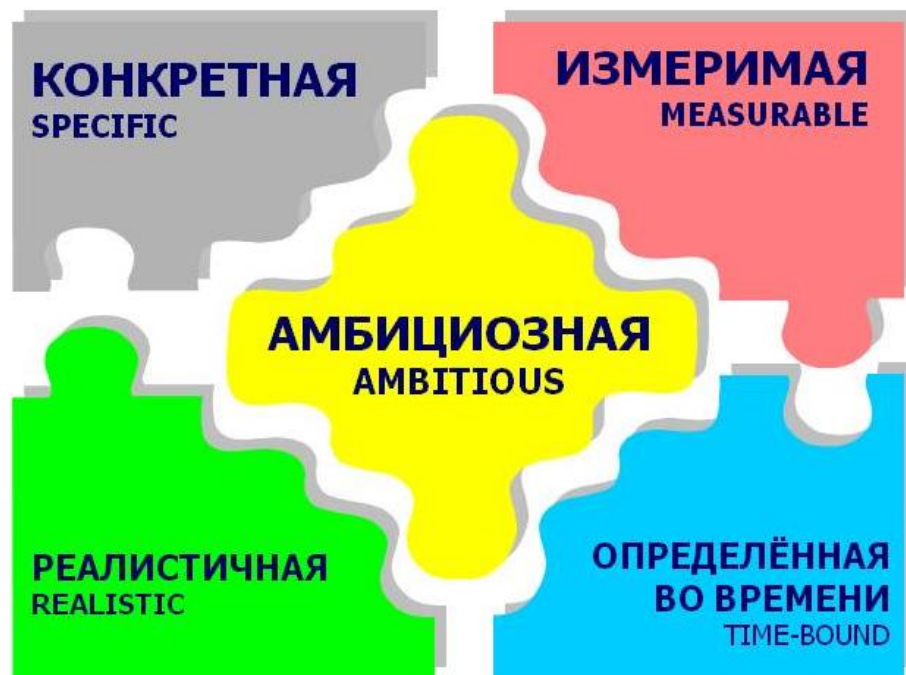 КОНКРЕТНАЯ
SPECIFIC
ИЗМЕРИМАЯ
MEASURABLE
АМБИЦИОЗНАЯ
AMBITIOUS
РЕАЛИСТИЧНАЯ
REALISTIC
ОПРЕДЕЛЁННАЯ
ВО ВРЕМЕНИ
TIME-BOUND